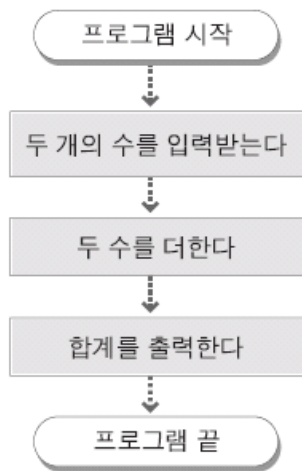 프로그램 시작
두 개의 수를 입력받는다
두 수를 더한다
합계를 출력한다
프로그램 끝